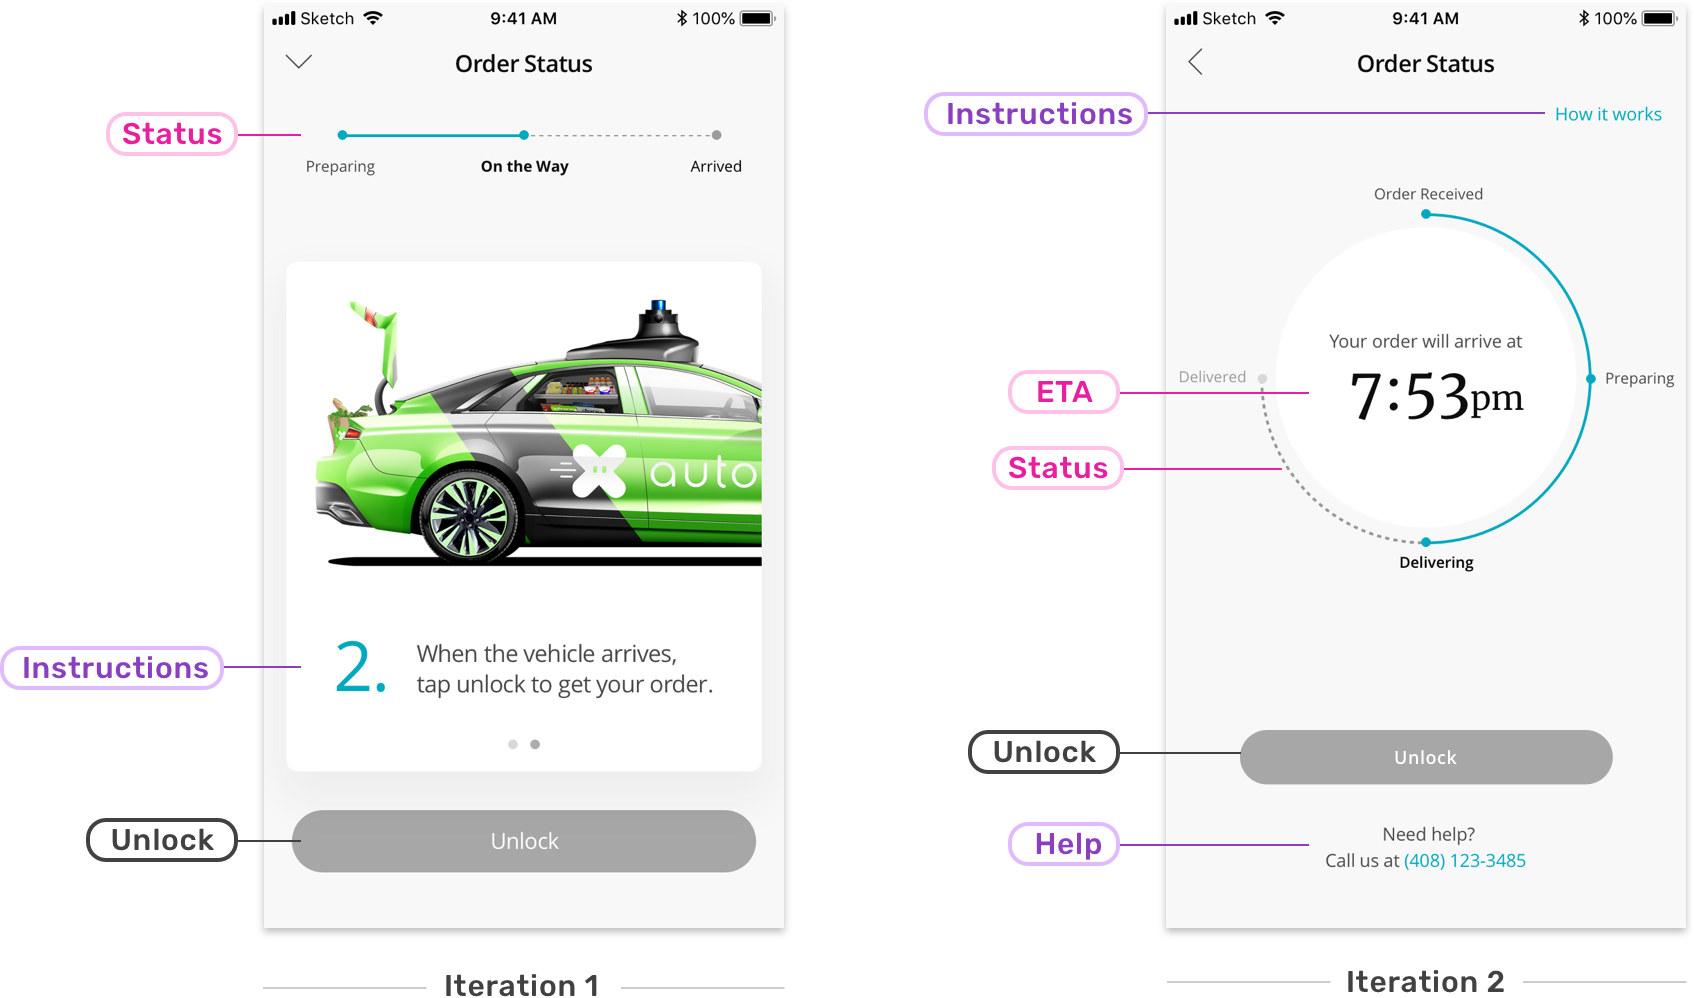 Sketch 9:41 AM 100%
Order Status
Status
Preparing On the Way Arrived
auto
Instructions
2. When the vehicle arrives,
tap unlock to get your order.
Unlock
Unlock
Iteration 1
Sketch 9:41 AM 100%
Order Status
Instructions
How it works
Order Received
Your order will arrive at
Delivered
Preparing
ETA
7:53pm
Status
Delivering
Unlock
Unlock
Help
Need help?
Call us at (408) 123-3485
Iteration 2